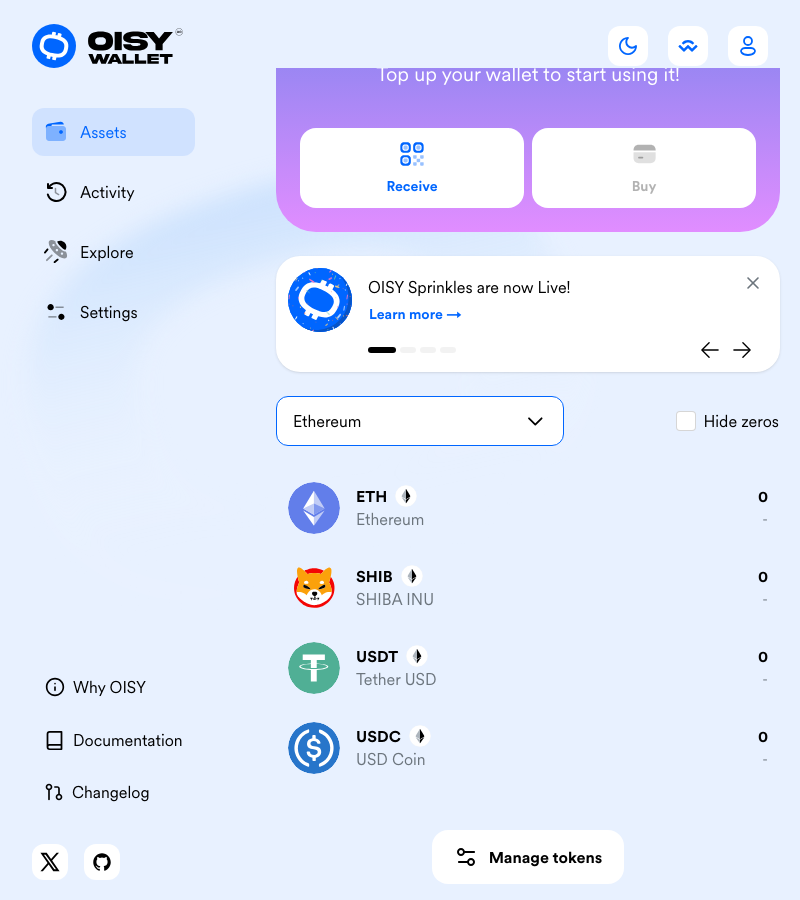 OISY
WALLET
Top up your wallet to start using it!
Assets
Receive
Buy
Activity
Explore
Settings
OISY Sprinkles are now Live!
Learn more →
Ethereum
Hide zeros
ETH
0
Ethereum
-
SHIB
0
SHIBA INU
-
USDT
0
Tether USD
-
USDC
0
USD Coin
-
Why OISY
Documentation
Changelog
Manage tokens